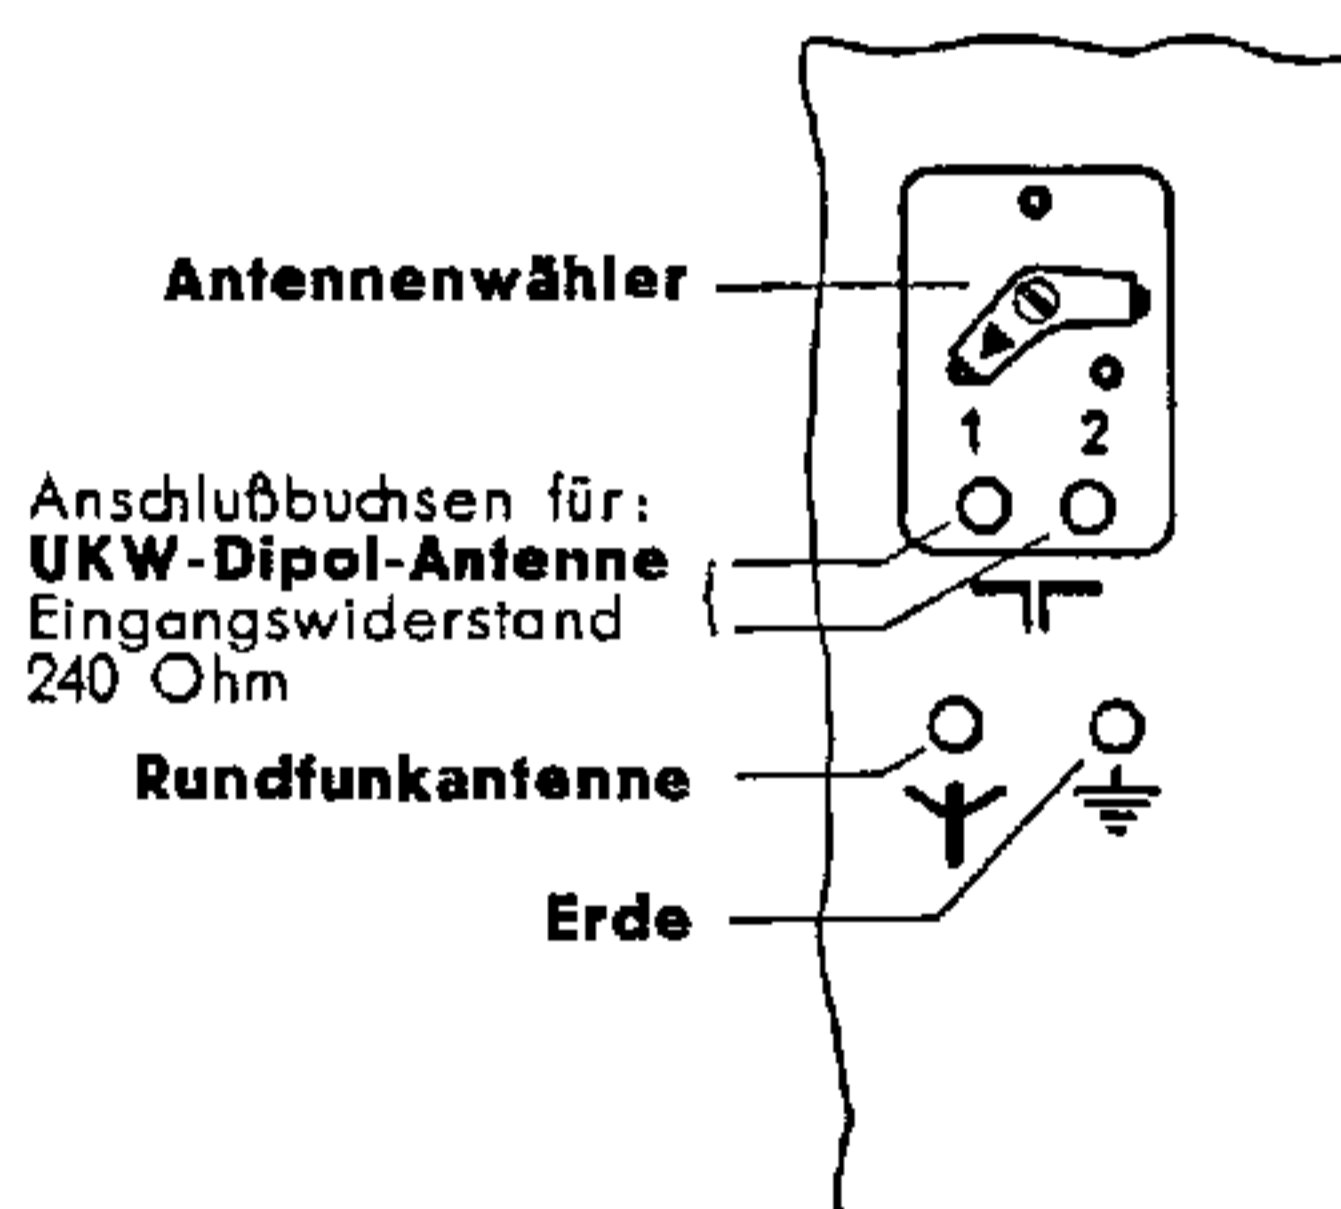 Antennenwähler
1 2
Anschlußbuchsen für:
UKW-Dipol-Antenne
Eingangswiderstand
240 Ohm
Rundfunkantenne
Erde